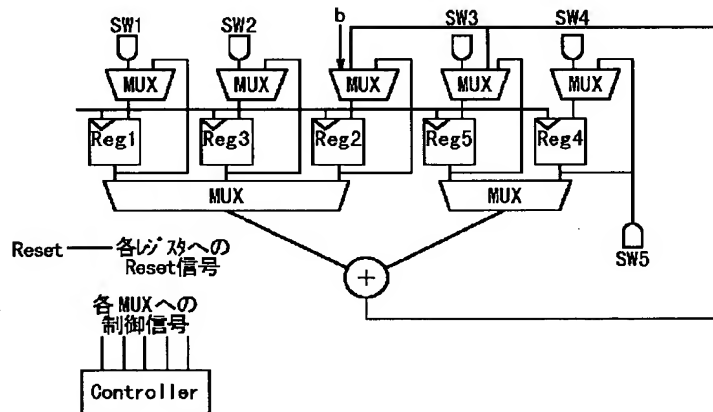 SW1
SW2
b
SW3
SW4
MUX
MUX
MUX
MUX
MUX
Reg1
Reg3
Reg2
Reg5
Reg4
MUX
MUX
SW5
Reset
各ﾚｼﾞｽﾀへの
Reset信号
+
各MUXへの
制御信号
Controller